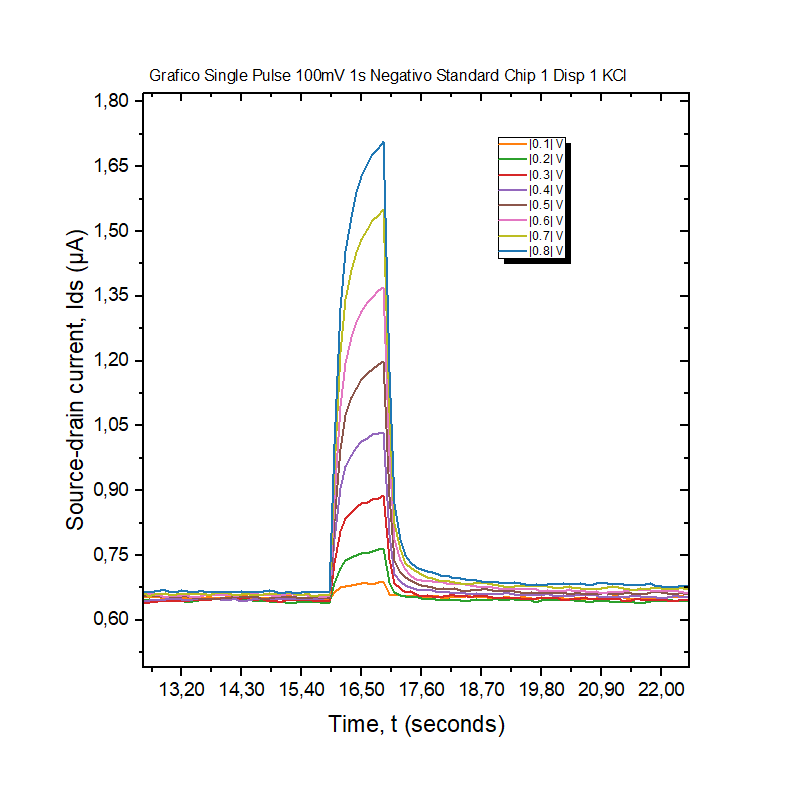 Grafico Single Pulse 100mV 1s Negativo Standard Chip 1 Disp 1 KCl
1,80
1,65
1,50
1,35
1,20
1,05
0,90
0,75
0,60
Source-drain current, Ids (µA)
|0.1| V
|0.2| V
|0.3| V
|0.4| V
|0.5| V
|0.6| V
|0.7| V
|0.8| V
13,20 14,30 15,40 16,50 17,60 18,70 19,80 20,90 22,00
Time, t (seconds)